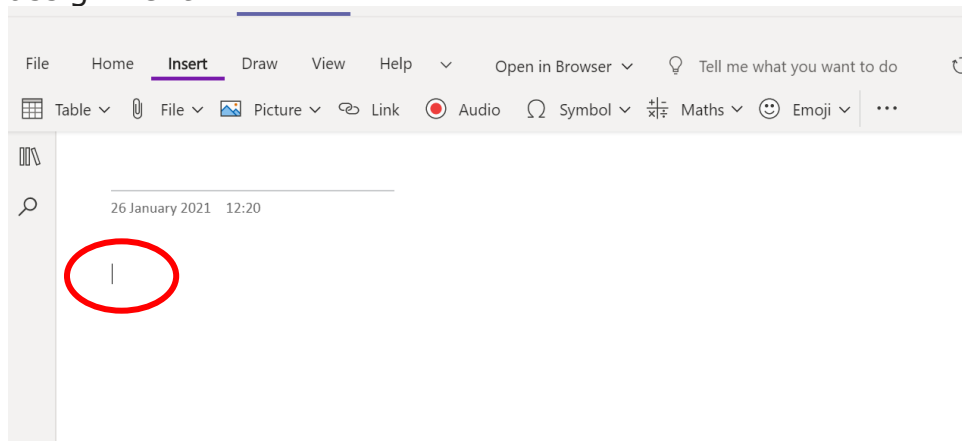 File Home Insert Draw View Help Open in Browser Tell me what you want to do
Table File Picture Link Audio Symbol Maths Emoji ...
26 January 2021 12:20